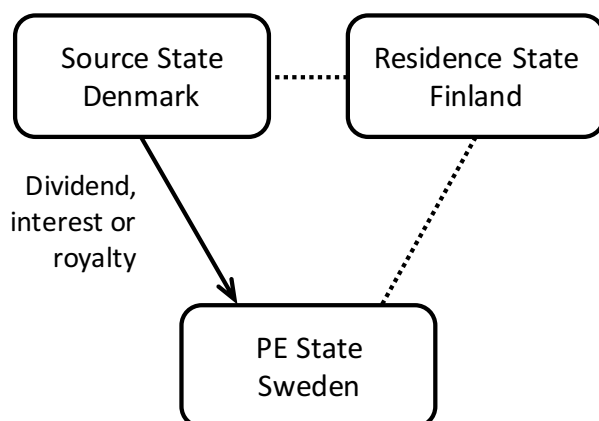 Source State
Denmark
Residence State
Finland
Dividend,
interest or
royalty
PE State
Sweden